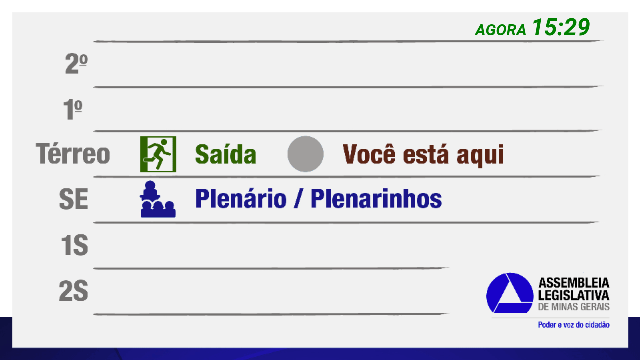 AGORA 15:29
2º
1º
Térreo Saída Você está aqui
SE Plenário / Plenarinhos
1S
2S
ASSEMBLEIA
LEGISLATIVA
DE MINAS GERAIS
Poder e voz do cidadão